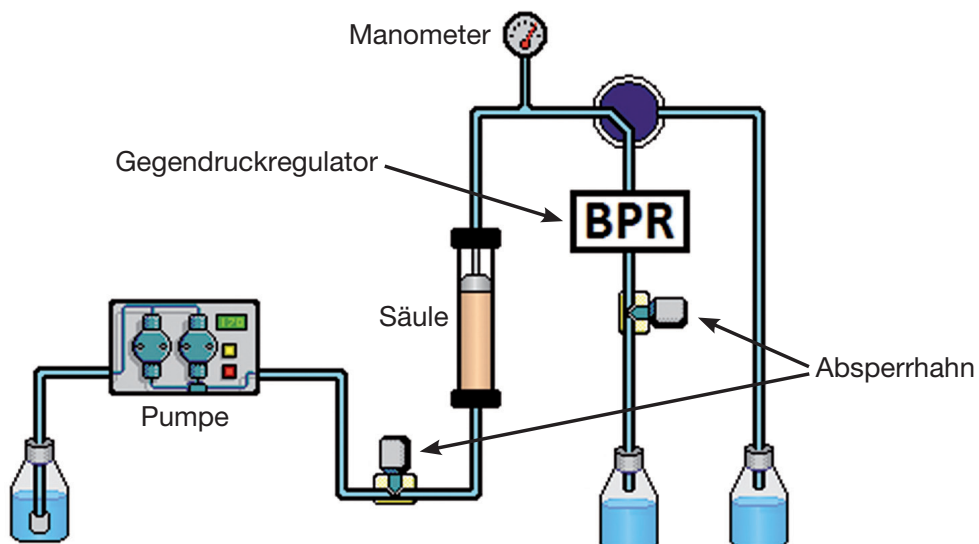 Manometer
Gegendruckregulator
BPR
Säule
Absperrhahn
Pumpe